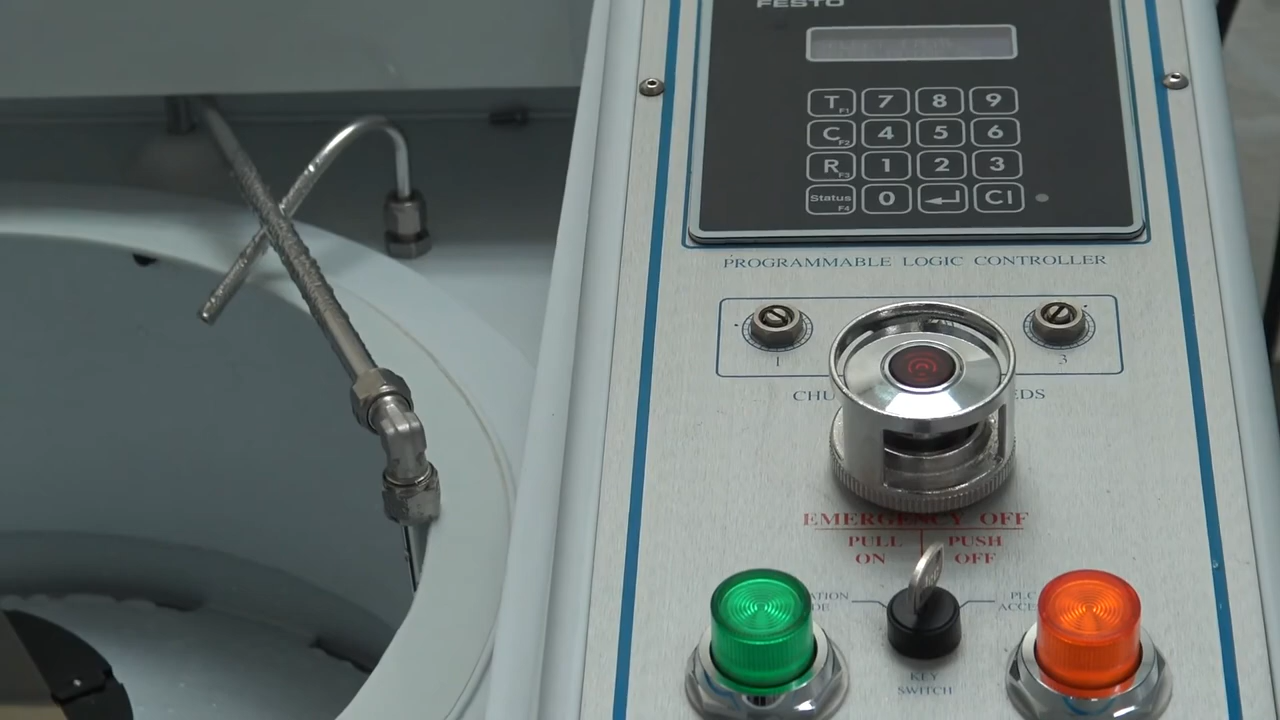 FESTO
T F1 7 8 9
C F2 4 5 6
R F3 1 2 3
Status F4 0 CI
PROGRAMMABLE LOGIC CONTROLLER
1 3
EMERGENCY OFF
PULL PUSH
ON OFF
KEY
SWITCH